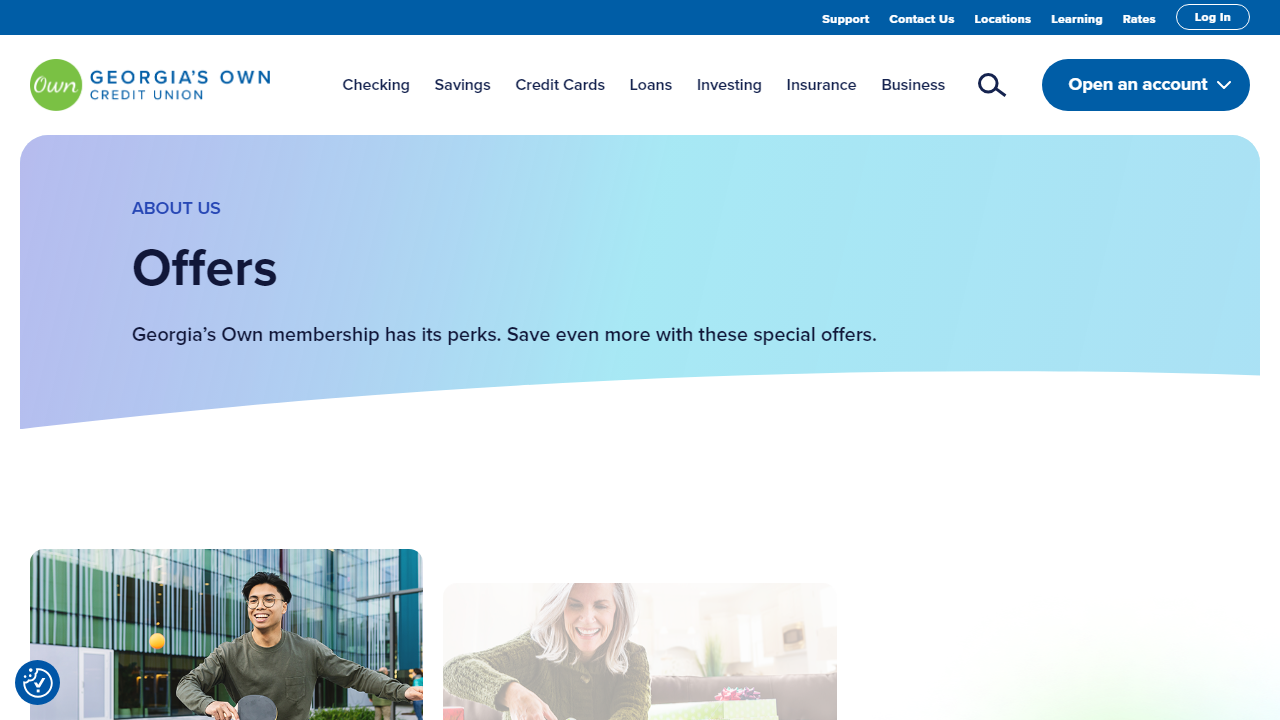 Support Contact Us Locations Learning Rates Log In
Own GEORGIA'S OWN
CREDIT UNION
Checking Savings Credit Cards Loans Investing Insurance Business Open an account
ABOUT US
Offers
Georgia’s Own membership has its perks. Save even more with these special offers.